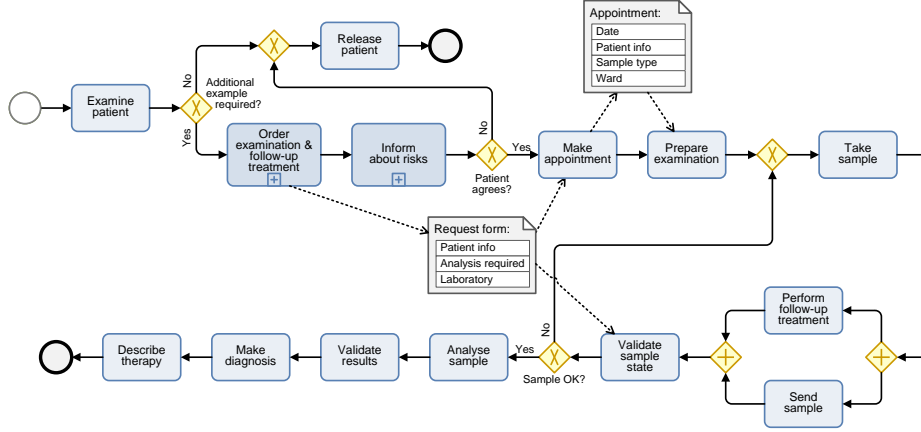 Appointment:
Date
Patient info
Sample type
Ward
Release
patient
No
Additional
example
required?
Examine
patient
Yes
Order
examination &
follow-up
treatment
Inform
about risks
No
Yes
Patient
agrees?
Make
appointment
Prepare
examination
Take
sample
Request form:
Patient info
Analysis required
Laboratory
Perform
follow-up
treatment
No
Describe
therapy
Make
diagnosis
Validate
results
Analyse
sample
Yes
Sample OK?
Validate
sample
state
Send
sample